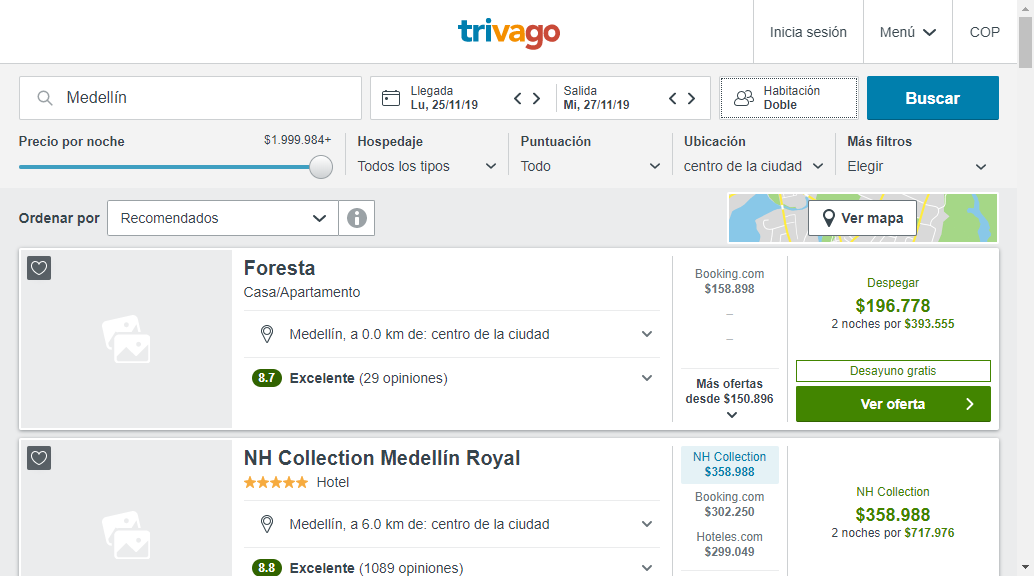 trivago
Inicia sesión
Menú
COP
Medellín
Llegada
Lu, 25/11/19
Salida
Mi, 27/11/19
Habitación
Doble
Buscar
Precio por noche
$1.999.984+
Hospedaje
Todos los tipos
Puntuación
Todo
Ubicación
centro de la ciudad
Más filtros
Elegir
Ordenar por
Recomendados
Ver mapa
Foresta
Casa/Apartamento
Medellín, a 0.0 km de: centro de la ciudad
8.7 Excelente (29 opiniones)
Booking.com
$158.898
–
–
Más ofertas
desde $150.896
Despegar
$196.778
2 noches por $393.555
Desayuno gratis
Ver oferta
NH Collection Medellín Royal
Hotel
Medellín, a 6.0 km de: centro de la ciudad
8.8 Excelente (1089 opiniones)
NH Collection
$358.988
Booking.com
$302.250
Hoteles.com
$299.049
NH Collection
$358.988
2 noches por $717.976